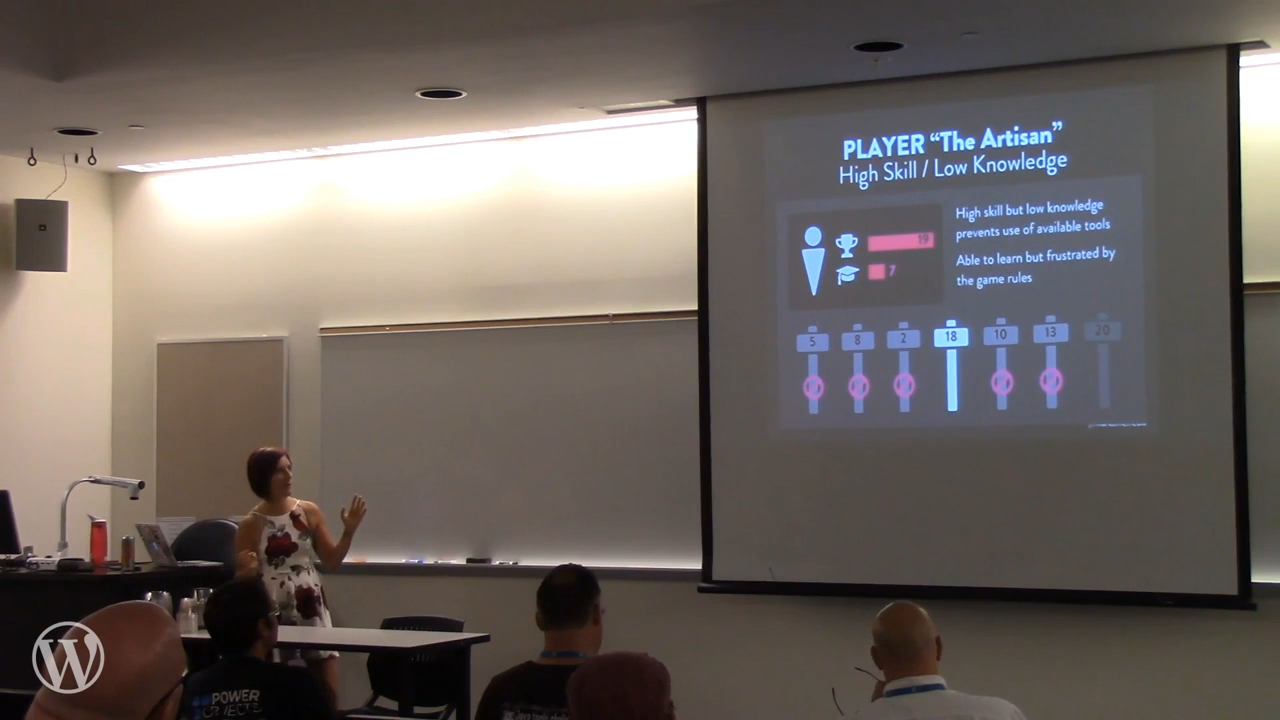 PLAYER “The Artisan”
High Skill / Low Knowledge
High skill but low knowledge
prevents use of available tools
Able to learn but frustrated by
the game rules
19
7
5 8 2 18 10 13 20
POWER
W